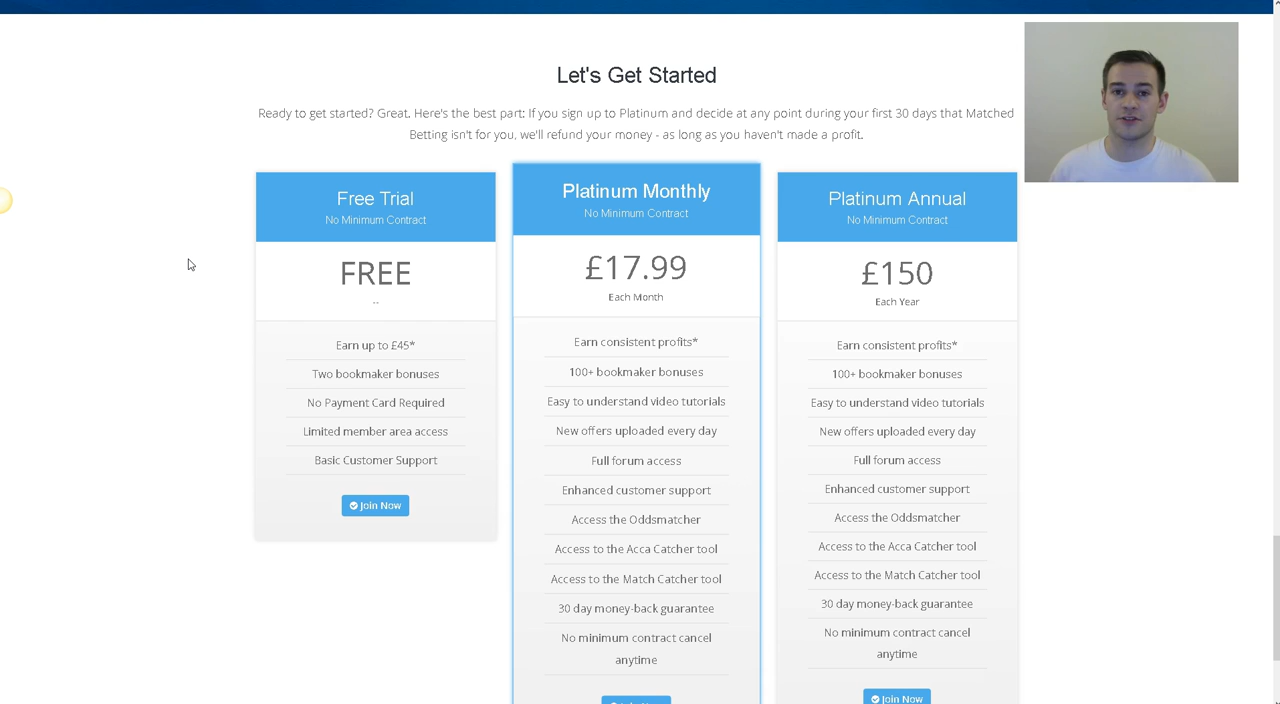 Let's Get Started
Ready to get started? Great. Here's the best part: If you sign up to Platinum and decide at any point during your first 30 days that Matched
Betting isn't for you, we'll refund your money - as long as you haven't made a profit.
Free Trial
No Minimum Contract
FREE
--
Earn up to £45*
Two bookmaker bonuses
No Payment Card Required
Limited member area access
Basic Customer Support
Join Now
Platinum Monthly
No Minimum Contract
£17.99
Each Month
Earn consistent profits*
100+ bookmaker bonuses
Easy to understand video tutorials
New offers uploaded every day
Full forum access
Enhanced customer support
Access the Oddsmatcher
Access to the Acca Catcher tool
Access to the Match Catcher tool
30 day money-back guarantee
No minimum contract cancel
anytime
Platinum Annual
No Minimum Contract
£150
Each Year
Earn consistent profits*
100+ bookmaker bonuses
Easy to understand video tutorials
New offers uploaded every day
Full forum access
Enhanced customer support
Access the Oddsmatcher
Access to the Acca Catcher tool
Access to the Match Catcher tool
30 day money-back guarantee
No minimum contract cancel
anytime
Join Now